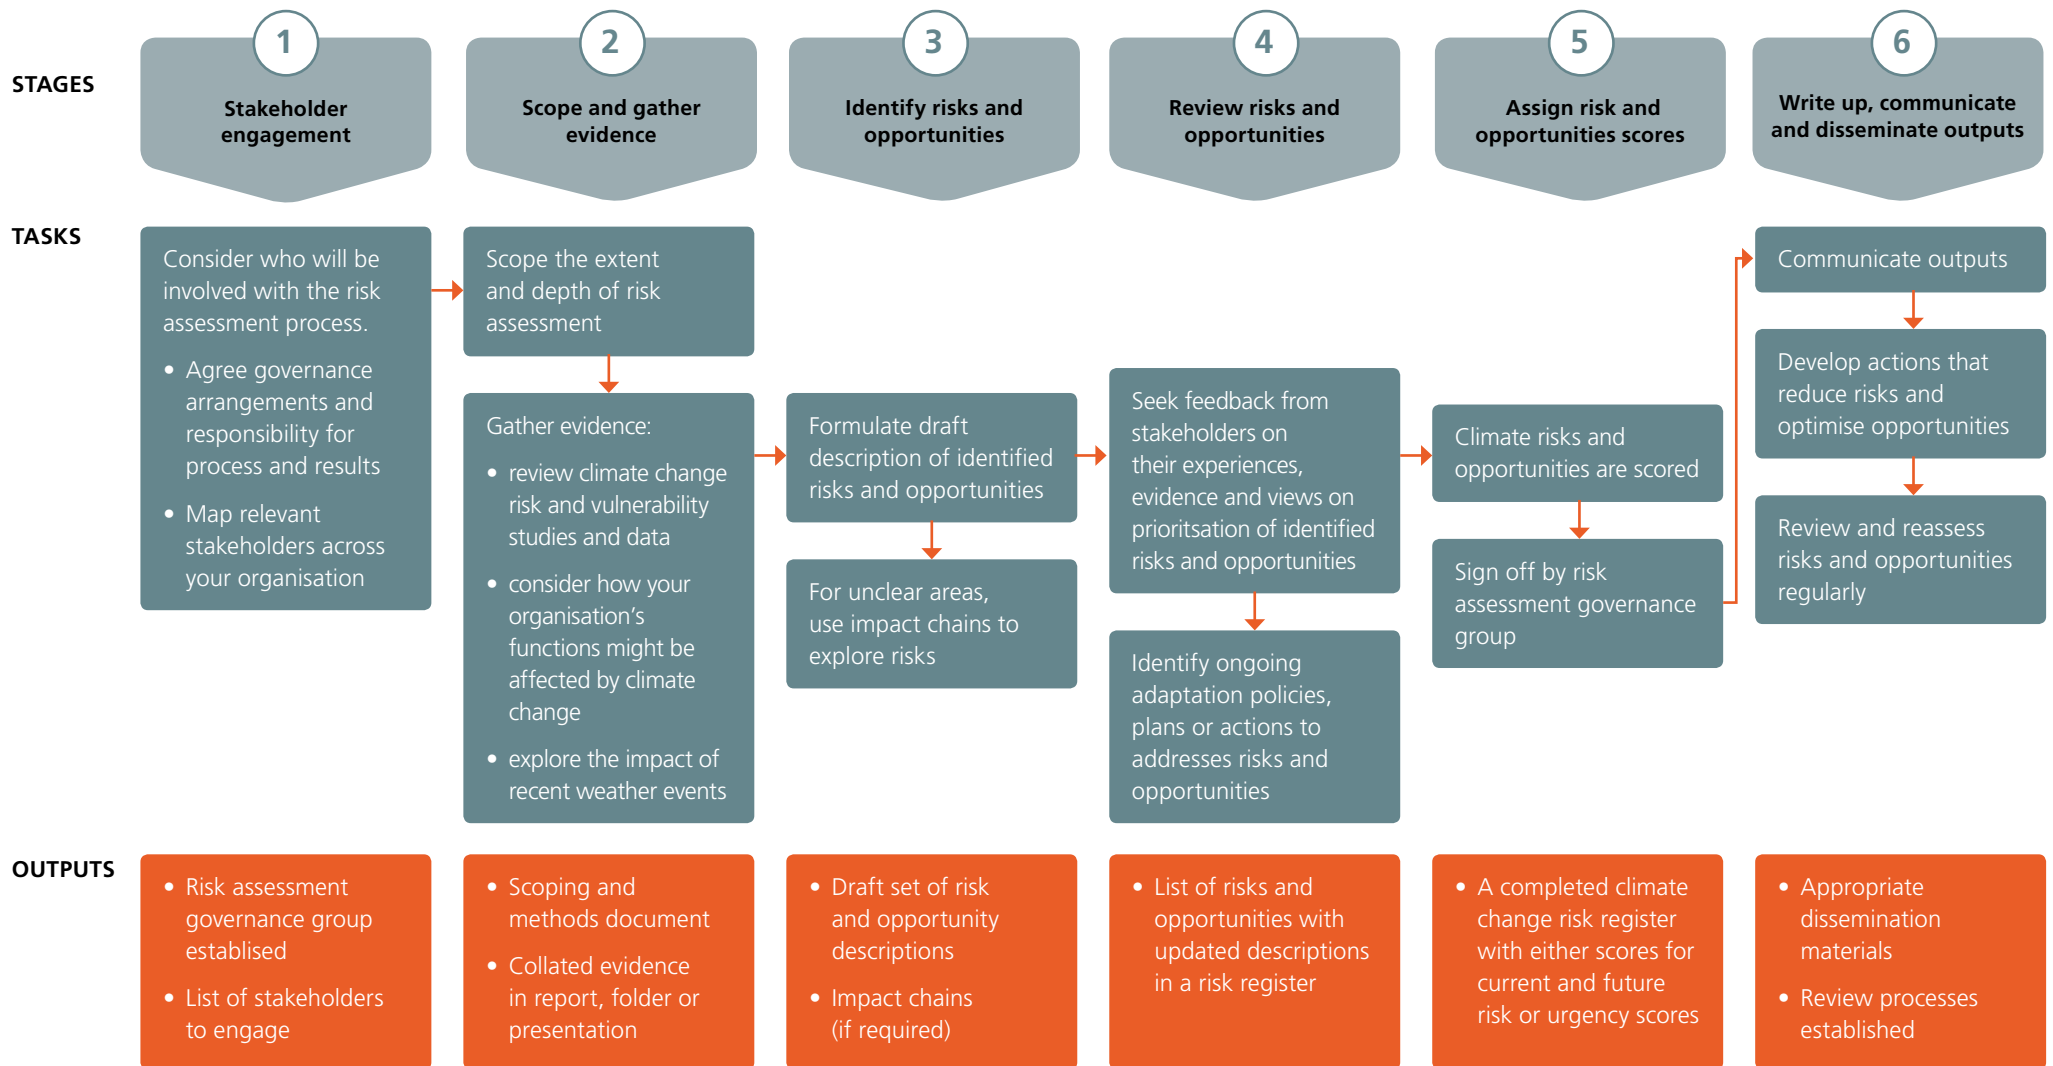 STAGES
1
Stakeholder
engagement
2
Scope and gather
evidence
3
Identify risks and
opportunities
4
Review risks and
opportunities
5
Assign risk and
opportunities scores
6
Write up, communicate
and disseminate outputs
TASKS
Consider who will be
involved with the risk
assessment process.
• Agree governance
arrangements and
responsibility for
process and results
• Map relevant
stakeholders across
your organisation
Scope the extent
and depth of risk
assessment
Gather evidence:
• review climate change
risk and vulnerability
studies and data
• consider how your
organisation's
functions might be
affected by climate
change
• explore the impact of
recent weather events
Formulate draft
description of identified
risks and opportunities
For unclear areas,
use impact chains to
explore risks
Seek feedback from
stakeholders on
their experiences,
evidence and views on
prioritsation of identified
risks and opportunities
Identify ongoing
adaptation policies,
plans or actions to
addresses risks and
opportunities
Climate risks and
opportunities are scored
Sign off by risk
assessment governance
group
Communicate outputs
Develop actions that
reduce risks and
optimise opportunities
Review and reassess
risks and opportunities
regularly
OUTPUTS
• Risk assessment
governance group
establised
• List of stakeholders
to engage
• Scoping and
methods document
• Collated evidence
in report, folder or
presentation
• Draft set of risk
and opportunity
descriptions
• Impact chains
(if required)
• List of risks and
opportunities with
updated descriptions
in a risk register
• A completed climate
change risk register
with either scores for
current and future
risk or urgency scores
• Appropriate
dissemination
materials
• Review processes
established